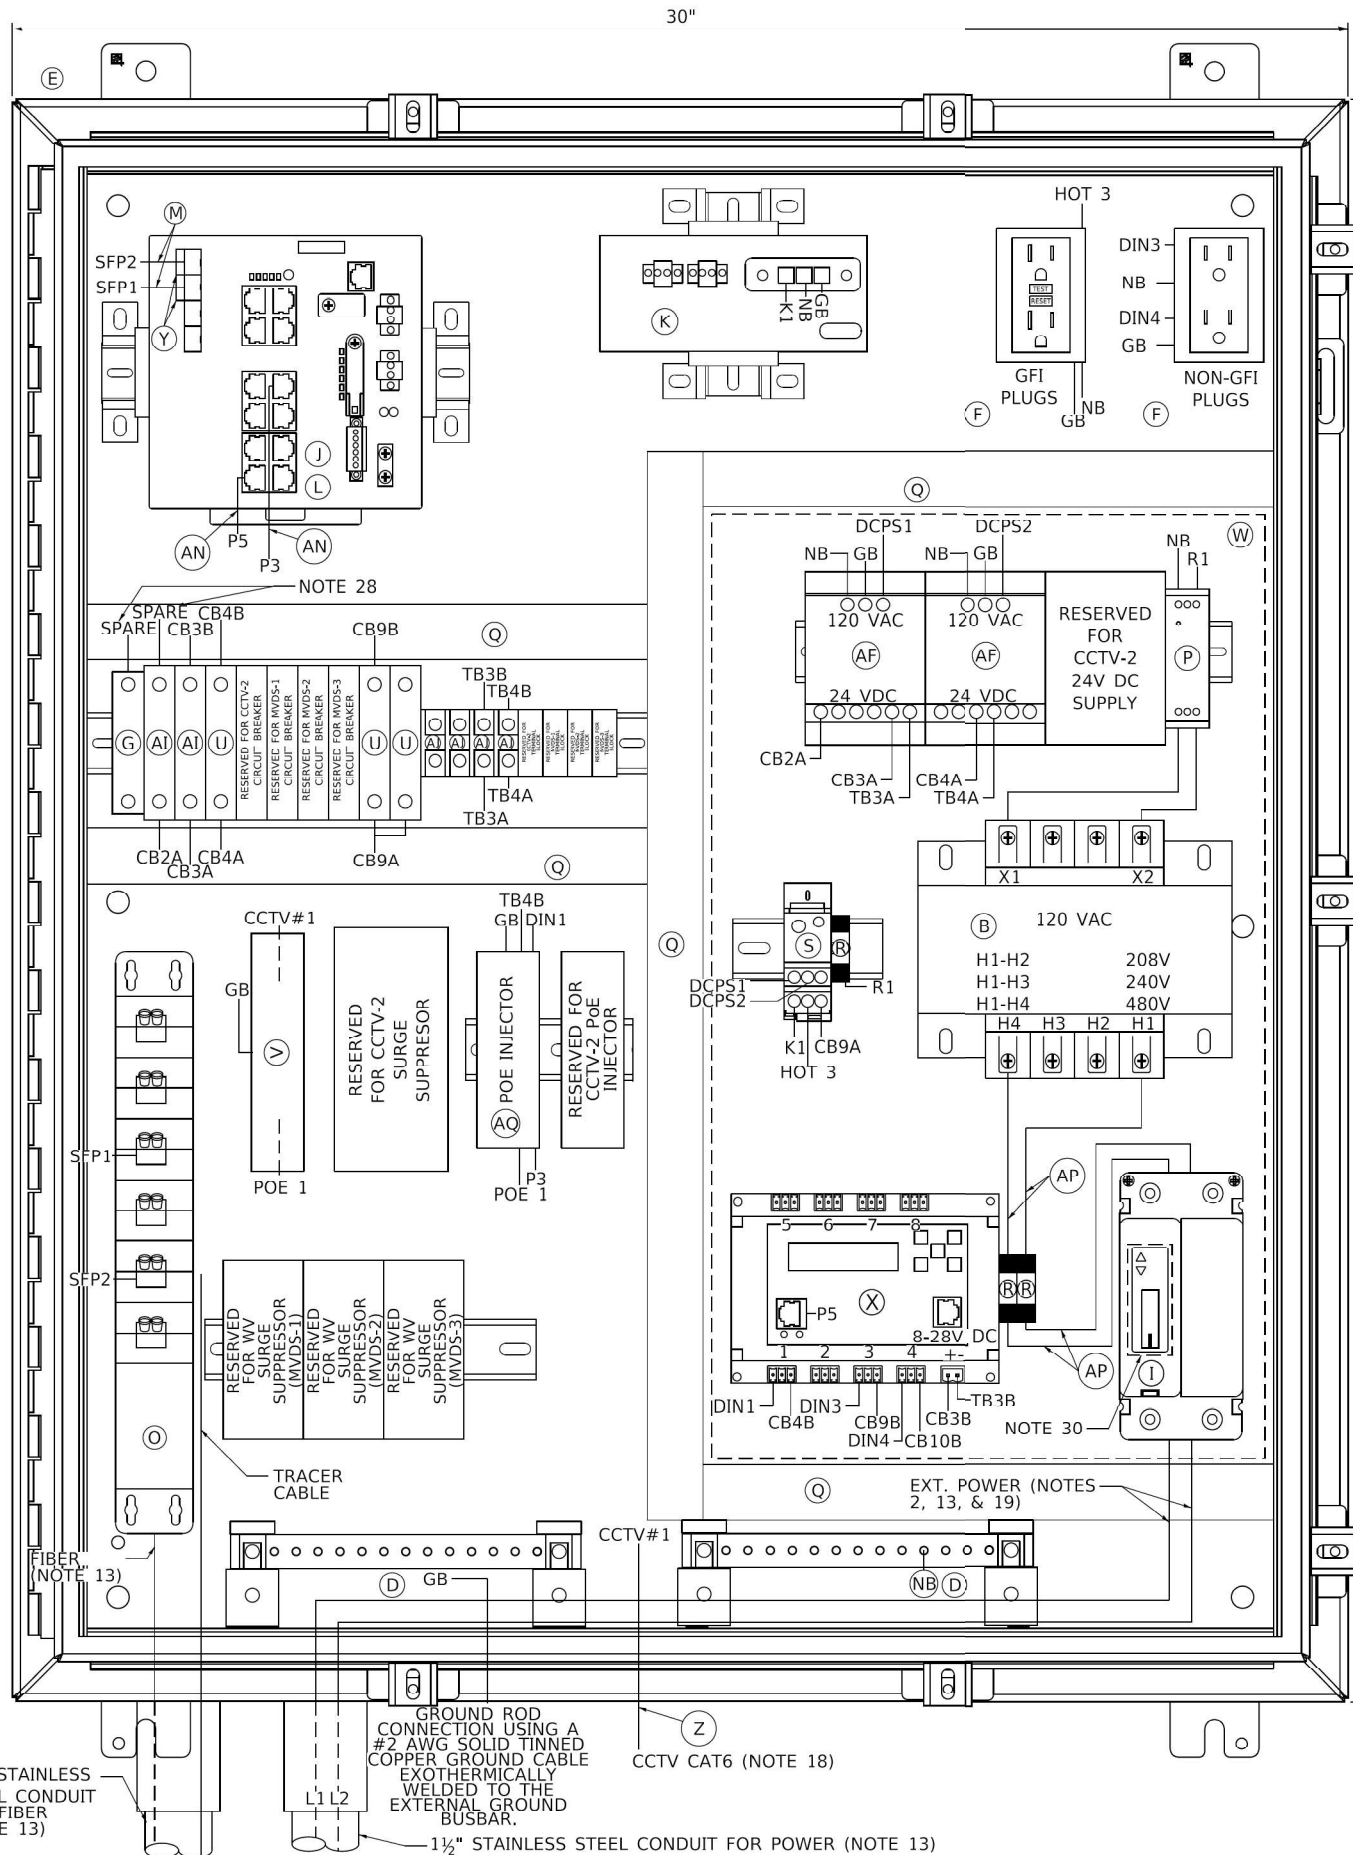 30"
E
HOT 3
M
SFP2
SFP1
Y
K
K1
NB
GB
TEST
RESET
DIN3
NB
DIN4
GB
GFI
PLUGS
NON-GFI
PLUGS
F
GB
NB
F
J
L
AN
P5
P3
AN
Q
W
DCPS1
DCPS2
NB
GB
NB
GB
NB
R1
120 VAC
120 VAC
AF
AF
24 VDC
24 VDC
RESERVED
FOR
CCTV-2
24V DC
SUPPLY
P
CB2A
CB3A
TB3A
CB4A
TB4A
NOTE 28
SPARE
SPARE
CB3B
CB4B
CB9B
Q
TB3B
TB4B
G
AI
AI
U
RESERVED FOR CCTV-2
CIRCUIT BREAKER
RESERVED FOR MVDS-1
CIRCUIT BREAKER
RESERVED FOR MVDS-2
CIRCUIT BREAKER
RESERVED FOR MVDS-3
CIRCUIT BREAKER
U
U
AJ
AJ
AJ
AJ
CB2A
CB3A
CB4A
CB9A
TB3A
TB4A
Q
X1
X2
B
120 VAC
H1-H2 208V
H1-H3 240V
H1-H4 480V
H4
H3
H2
H1
Q
0
S
R
DCPS1
DCPS2
R1
K1
CB9A
HOT 3
CCTV#1
GB
V
POE 1
RESERVED
FOR CCTV-2
SURGE
SUPPRESOR
TB4B
GB
DIN1
POE INJECTOR
AQ
P3
POE 1
RESERVED FOR
CCTV-2 PoE
INJECTOR
SFP1
SFP2
O
RESERVED
FOR WV
SURGE
SUPPRESSOR
(MVDS-1)
RESERVED
FOR WV
SURGE
SUPPRESSOR
(MVDS-2)
RESERVED
FOR WV
SURGE
SUPPRESSOR
(MVDS-3)
TRACER
CABLE
5
6
7
8
X
P5
8-28V DC
+-
1
2
3
4
DIN1
CB4B
DIN3
CB9B
DIN4
CB10B
CB3B
TB3B
R
R
AP
AP
I
NOTE 30
Q
EXT. POWER (NOTES
2, 13, & 19)
FIBER
(NOTE 13)
D
GB
CCTV#1
NB
D
GROUND ROD
CONNECTION USING A
#2 AWG SOLID TINNED
COPPER GROUND CABLE
EXOTHERMICALLY
WELDED TO THE
EXTERNAL GROUND
BUSBAR.
Z
CCTV CAT6 (NOTE 18)
STAINLESS
L CONDUIT
FIBER
E 13)
L1
L2
1½" STAINLESS STEEL CONDUIT FOR POWER (NOTE 13)